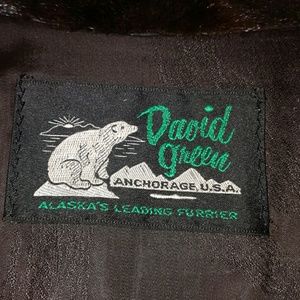 David
green
ANCHORAGE U.S.A.
ALASKA'S LEADING FURRIER